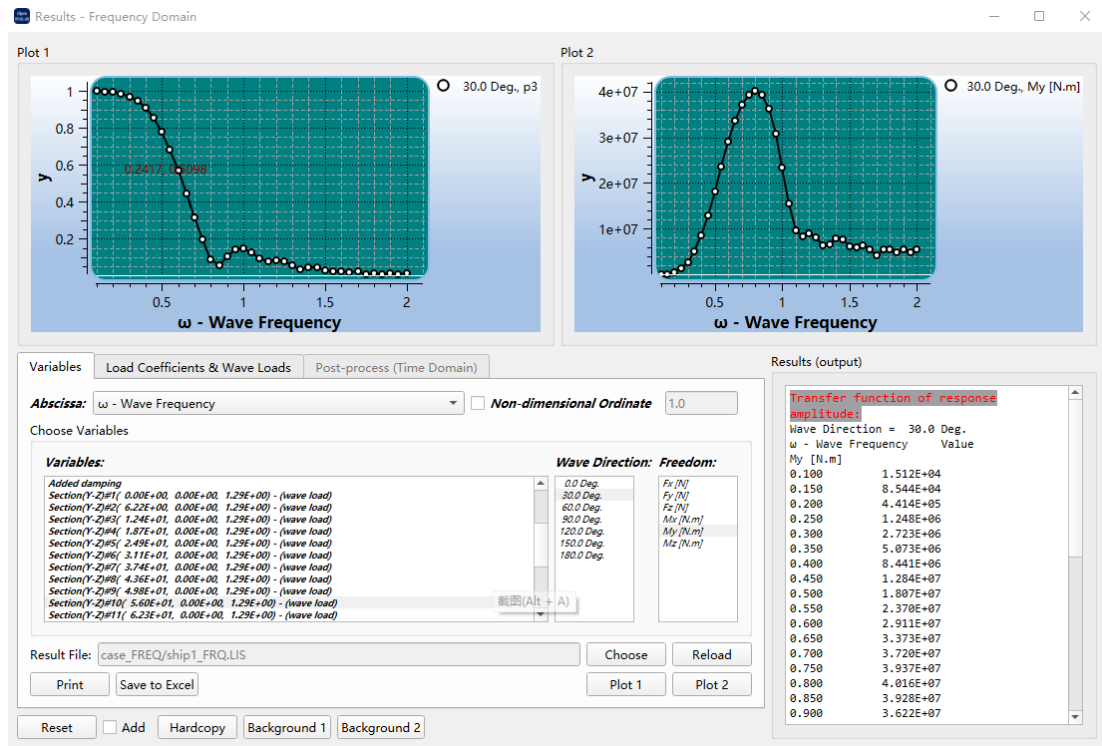 Results - Frequency Domain
Plot 1
Plot 2
30.0 Deg., p3
1
0.8
0.6
0.4
0.2
y
0.2417, 0.6098
0.5 1 1.5 2
ω - Wave Frequency
30.0 Deg., My [N.m]
4e+07
3e+07
2e+07
1e+07
y
0.5 1 1.5 2
ω - Wave Frequency
Variables
Load Coefficients & Wave Loads
Post-process (Time Domain)
Abscissa:
ω - Wave Frequency
Non-dimensional Ordinate
1.0
Choose Variables
Variables:
Wave Direction:
Freedom:
Added damping
Section(Y-Z)#1( 0.00E+00, 0.00E+00, 1.29E+00) - (wave load)
Section(Y-Z)#2( 6.22E+00, 0.00E+00, 1.29E+00) - (wave load)
Section(Y-Z)#3( 1.24E+01, 0.00E+00, 1.29E+00) - (wave load)
Section(Y-Z)#4( 1.87E+01, 0.00E+00, 1.29E+00) - (wave load)
Section(Y-Z)#5( 2.49E+01, 0.00E+00, 1.29E+00) - (wave load)
Section(Y-Z)#6( 3.11E+01, 0.00E+00, 1.29E+00) - (wave load)
Section(Y-Z)#7( 3.74E+01, 0.00E+00, 1.29E+00) - (wave load)
Section(Y-Z)#8( 4.36E+01, 0.00E+00, 1.29E+00) - (wave load)
Section(Y-Z)#9( 4.98E+01, 0.00E+00, 1.29E+00) - (wave load)
Section(Y-Z)#10( 5.60E+01, 0.00E+00, 1.29E+00) - (wave load)
Section(Y-Z)#11( 6.23E+01, 0.00E+00, 1.29E+00) - (wave load)
0.0 Deg.
30.0 Deg.
60.0 Deg.
90.0 Deg.
120.0 Deg.
150.0 Deg.
180.0 Deg.
Fx [N]
Fy [N]
Fz [N]
Mx [N.m]
My [N.m]
Mz [N.m]
截图(Alt + A)
Result File:
case_FREQ/ship1_FRQ.LIS
Choose
Reload
Print
Save to Excel
Plot 1
Plot 2
Reset
Add
Hardcopy
Background 1
Background 2
Results (output)
Transfer function of response
amplitude:
Wave Direction = 30.0 Deg.
ω - Wave Frequency Value
My [N.m]
0.100 1.512E+04
0.150 8.544E+04
0.200 4.414E+05
0.250 1.248E+06
0.300 2.723E+06
0.350 5.073E+06
0.400 8.441E+06
0.450 1.284E+07
0.500 1.807E+07
0.550 2.370E+07
0.600 2.911E+07
0.650 3.373E+07
0.700 3.720E+07
0.750 3.937E+07
0.800 4.016E+07
0.850 3.928E+07
0.900 3.622E+07